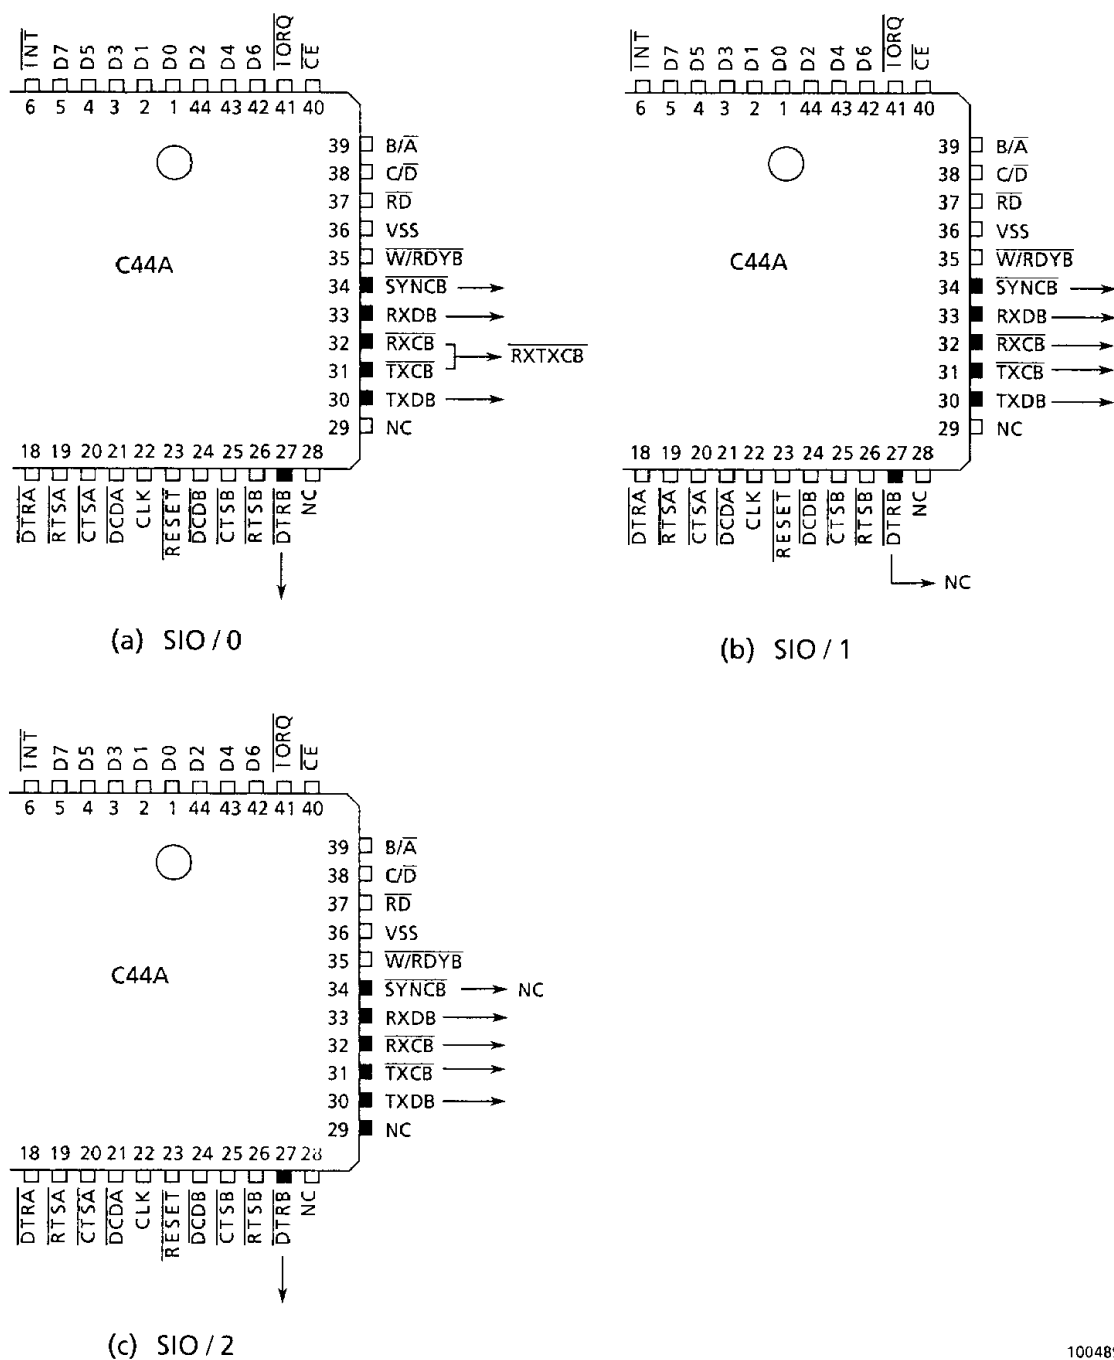 INT D7 D5 D3 D1 D0 D2 D4 D6 IORQ CE
6 5 4 3 2 1 44 43 42 41 40
39 B/A
38 C/D
37 RD
36 VSS
35 W/RDYB
C44A
34 SYNCB
33 RXDB
32 RXCB
RXTXCB
31 TXCB
30 TXDB
29 NC
18 19 20 21 22 23 24 25 26 27 28
DTRA RTSA CTSA DCDA CLK RESET DCDB CTSB RTSB DTRB NC
(a) SIO / 0
INT D7 D5 D3 D1 D0 D2 D4 D6 IORQ CE
6 5 4 3 2 1 44 43 42 41 40
39 B/A
38 C/D
37 RD
36 VSS
35 W/RDYB
C44A
34 SYNCB
33 RXDB
32 RXCB
31 TXCB
30 TXDB
29 NC
18 19 20 21 22 23 24 25 26 27 28
DTRA RTSA CTSA DCDA CLK RESET DCDB CTSB RTSB DTRB NC
NC
(b) SIO / 1
INT D7 D5 D3 D1 D0 D2 D4 D6 IORQ CE
6 5 4 3 2 1 44 43 42 41 40
39 B/A
38 C/D
37 RD
36 VSS
35 W/RDYB
C44A
34 SYNCB NC
33 RXDB
32 RXCB
31 TXCB
30 TXDB
29 NC
18 19 20 21 22 23 24 25 26 27 28
DTRA RTSA CTSA DCDA CLK RESET DCDB CTSB RTSB DTRB NC
(c) SIO / 2